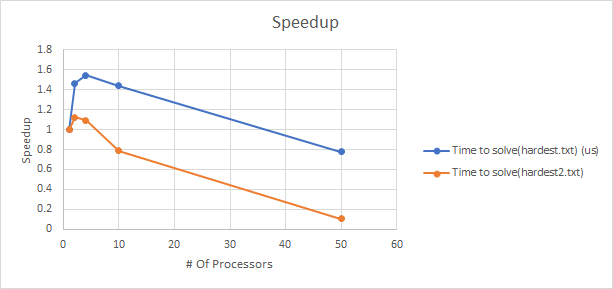 Speedup
1.8
1.6
1.4
1.2
1
0.8
0.6
0.4
0.2
0
Speedup
0 10 20 30 40 50 60
# Of Processors
Time to solve(hardest.txt) (us)
Time to solve(hardest2.txt)